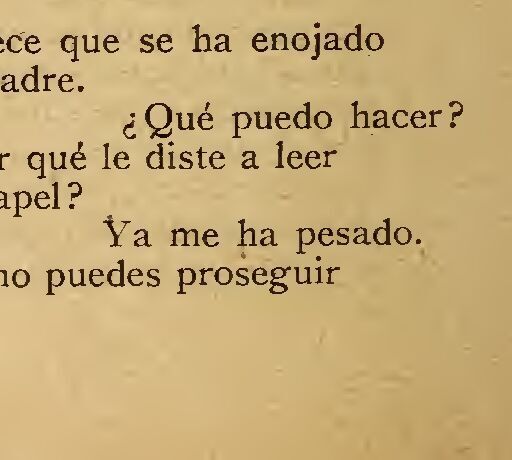 ece que se ha enojado
adre.
¿Qué puedo hacer?
r qué le diste a leer
apel?
Ya me ha pesado.
no puedes proseguir